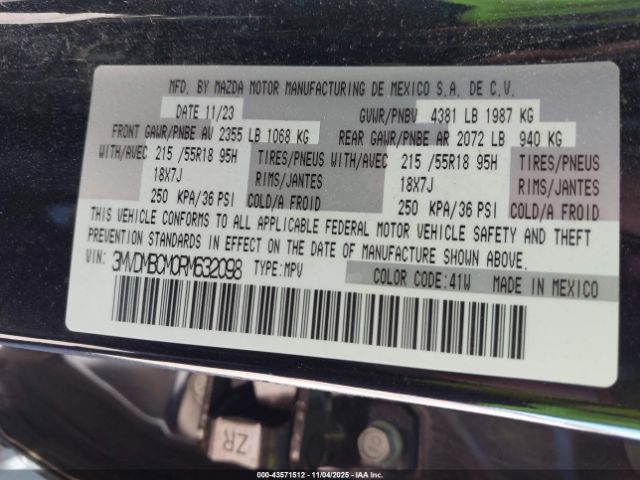 MFD. BY MAZDA MOTOR MANUFACTURING DE MEXICO S.A. DE C.V.
DATE 11/23 GVWR/PNBV 4381 LB 1987 KG
FRONT GAWR/PNBE AV 2355 LB 1068 KG REAR GAWR/PNBE AR 2072 LB 940 KG
WITH/AVEC 215 /55R18 95H TIRES/PNEUS WITH/AVEC 215 /55R18 95H TIRES/PNEUS
18X7J RIMS/JANTES 18X7J RIMS/JANTES
250 KPA/36 PSI COLD/A FROID 250 KPA/36 PSI COLD/A FROID
THIS VEHICLE CONFORMS TO ALL APPLICABLE FEDERAL MOTOR VEHICLE SAFETY AND THEFT
PREVENTION STANDARDS IN EFFECT ON THE DATE OF MANUFACTURE SHOWN ABOVE.
VIN: 3MVDMBCM0RM632098 TYPE:MPV
COLOR CODE:41W MADE IN MEXICO
ZR
000-43571512 - 11/04/2025 - IAAC, Inc.